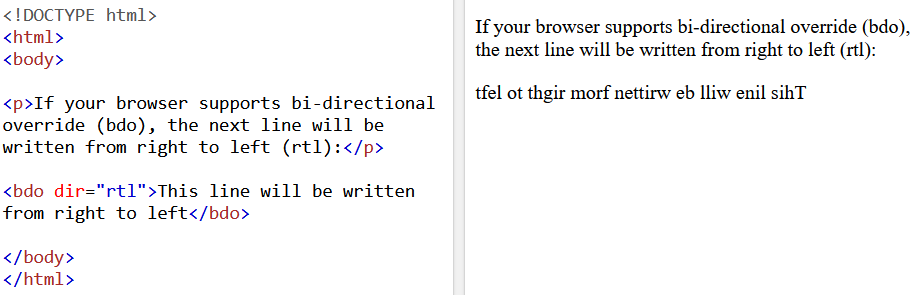 <!DOCTYPE html>
<html>
<body>
<p>If your browser supports bi-directional
override (bdo), the next line will be
written from right to left (rtl):</p>
<bdo dir="rtl">This line will be written
from right to left</bdo>
</body>
</html>
If your browser supports bi-directional override (bdo),
the next line will be written from right to left (rtl):
tfel ot thgir morf nettirw eb lliw enil sihT